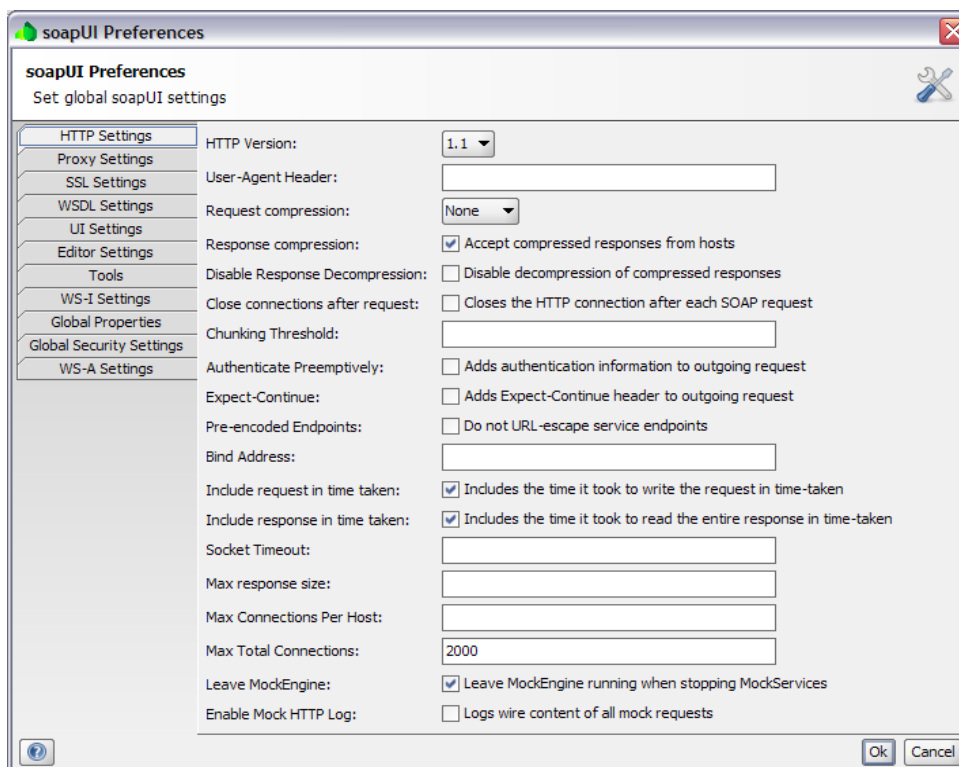 soapUI Preferences
soapUI Preferences
Set global soapUI settings
HTTP Settings
Proxy Settings
SSL Settings
WSDL Settings
UI Settings
Editor Settings
Tools
WS-I Settings
Global Properties
Global Security Settings
WS-A Settings
HTTP Version: 1.1
User-Agent Header:
Request compression: None
Response compression: Accept compressed responses from hosts
Disable Response Decompression: Disable decompression of compressed responses
Close connections after request: Closes the HTTP connection after each SOAP request
Chunking Threshold:
Authenticate Preemptively: Adds authentication information to outgoing request
Expect-Continue: Adds Expect-Continue header to outgoing request
Pre-encoded Endpoints: Do not URL-escape service endpoints
Bind Address:
Include request in time taken: Includes the time it took to write the request in time-taken
Include response in time taken: Includes the time it took to read the entire response in time-taken
Socket Timeout:
Max response size:
Max Connections Per Host:
Max Total Connections: 2000
Leave MockEngine: Leave MockEngine running when stopping MockServices
Enable Mock HTTP Log: Logs wire content of all mock requests
? Ok Cancel